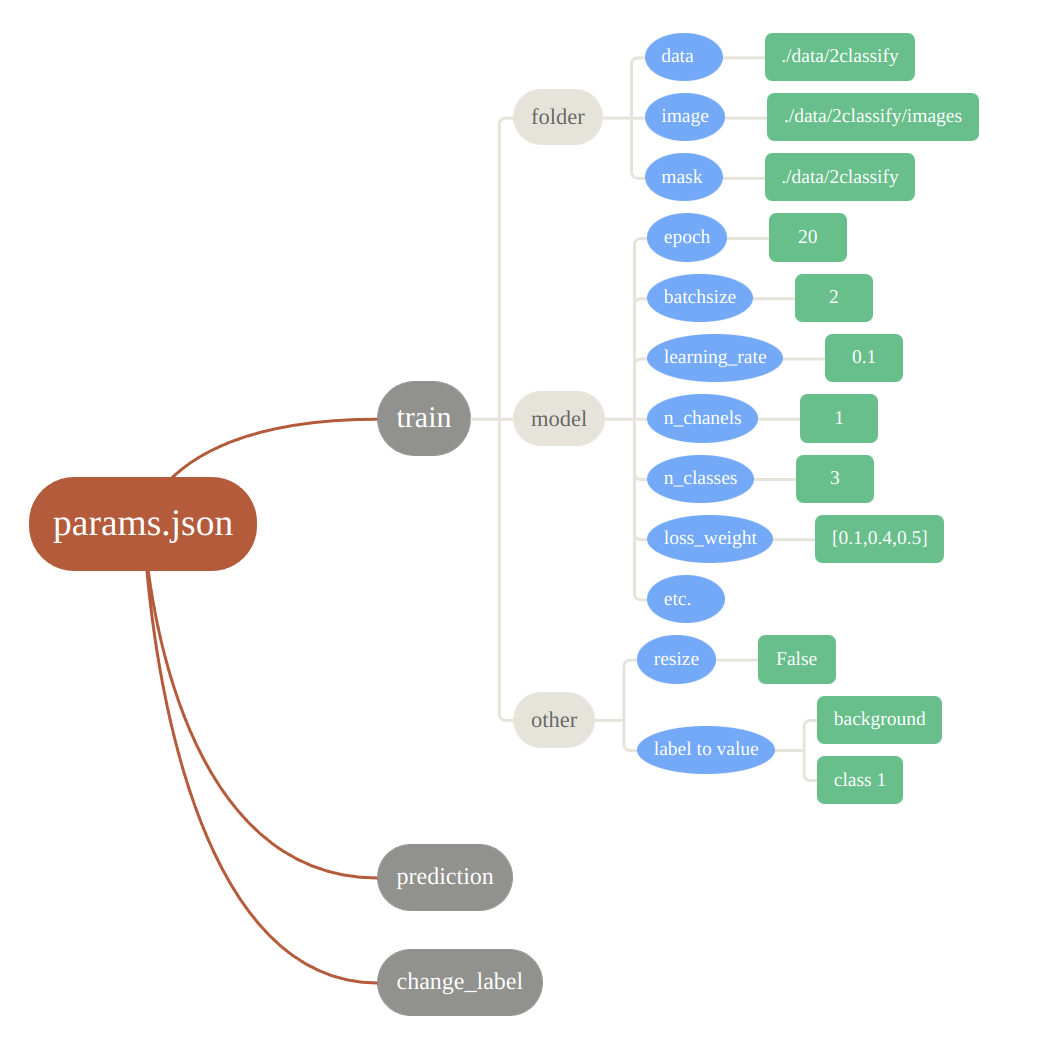 params.json
train
folder
data
./data/2classify
image
./data/2classify/images
mask
./data/2classify
model
epoch
20
batchsize
2
learning_rate
0.1
n_chanels
1
n_classes
3
loss_weight
[0.1,0.4,0.5]
etc.
other
resize
False
label to value
background
class 1
prediction
change_label